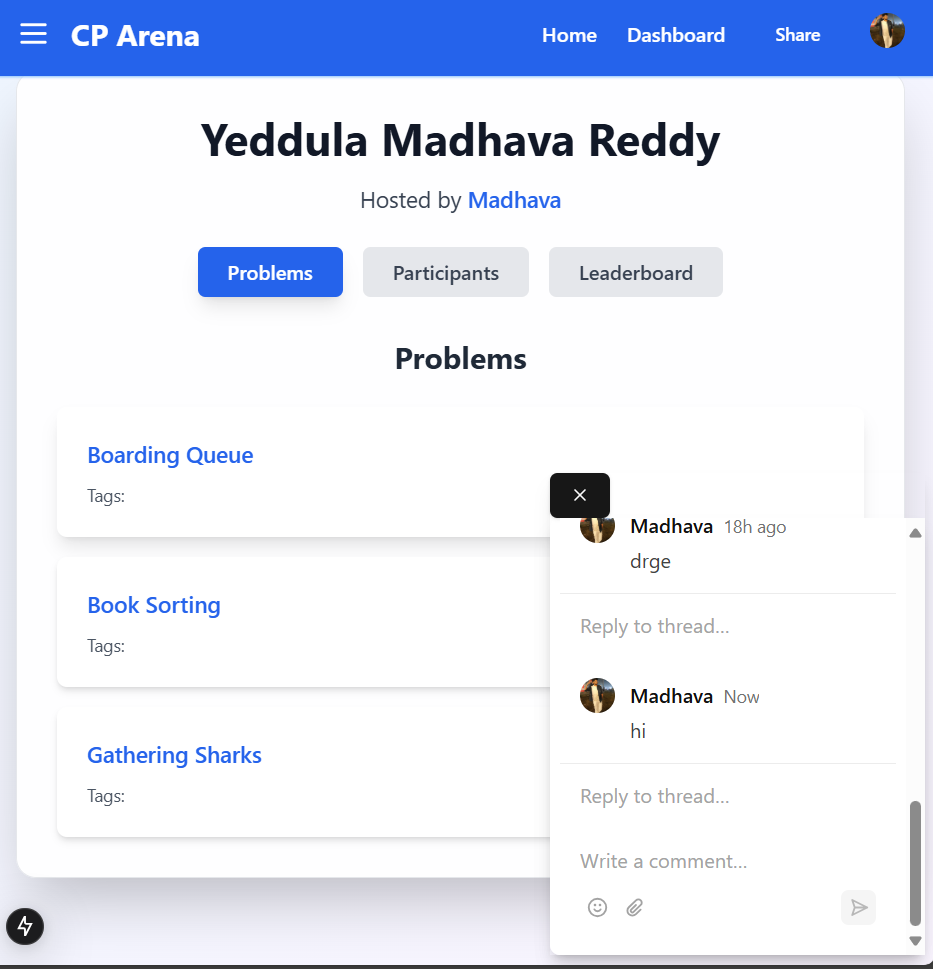 CP Arena
Home Dashboard Share
Yeddula Madhava Reddy
Hosted by Madhava
Problems Participants Leaderboard
Problems
Boarding Queue
Tags:
Book Sorting
Tags:
Gathering Sharks
Tags:
Madhava 18h ago
drge
Reply to thread...
Madhava Now
hi
Reply to thread...
Write a comment...